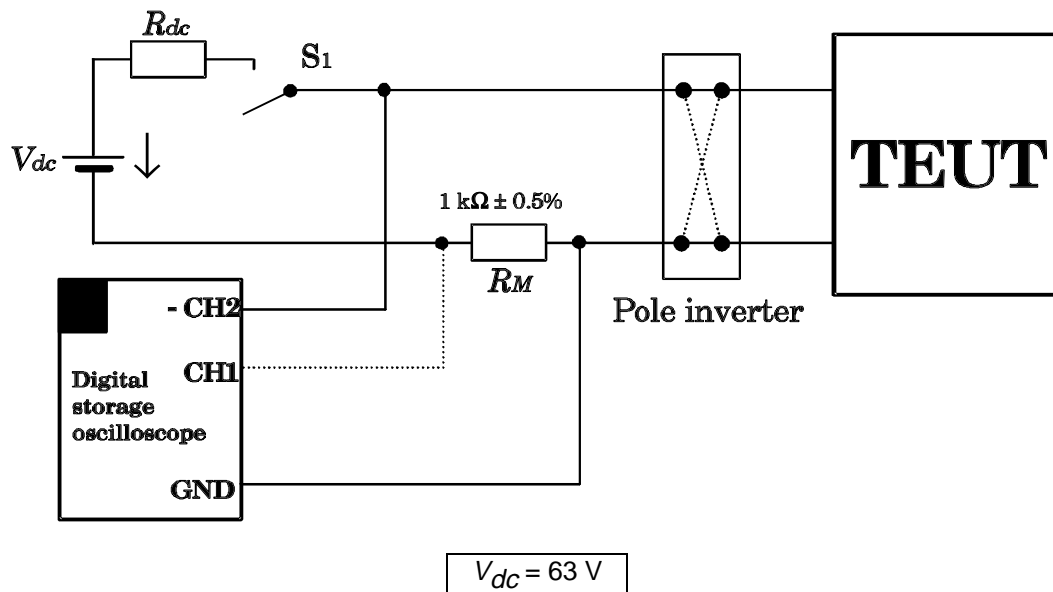 Rdc
S1
Vdc
TEUT
1 kΩ ± 0.5%
RM
Pole inverter
- CH2
CH1
Digital
storage
oscilloscope
GND
Vdc = 63 V